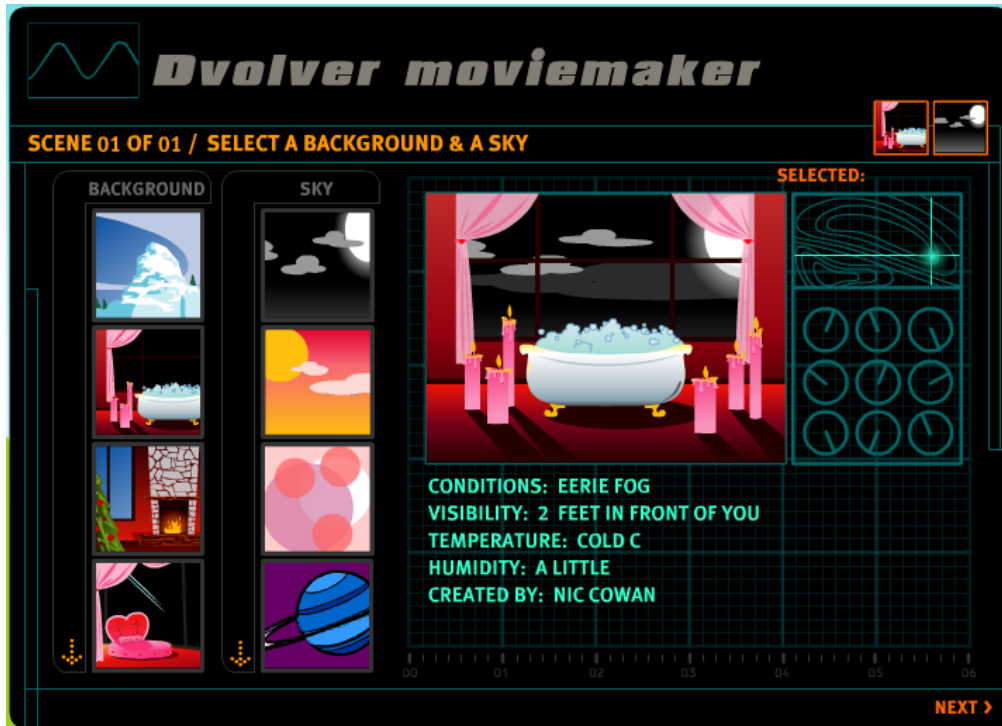 Dvolver moviemaker
SCENE 01 OF 01 / SELECT A BACKGROUND & A SKY
SELECTED:
BACKGROUND
SKY
CONDITIONS: EERIE FOG
VISIBILITY: 2 FEET IN FRONT OF YOU
TEMPERATURE: COLD C
HUMIDITY: A LITTLE
CREATED BY: NIC COWAN
00 01 02 03 04 05 06
NEXT >